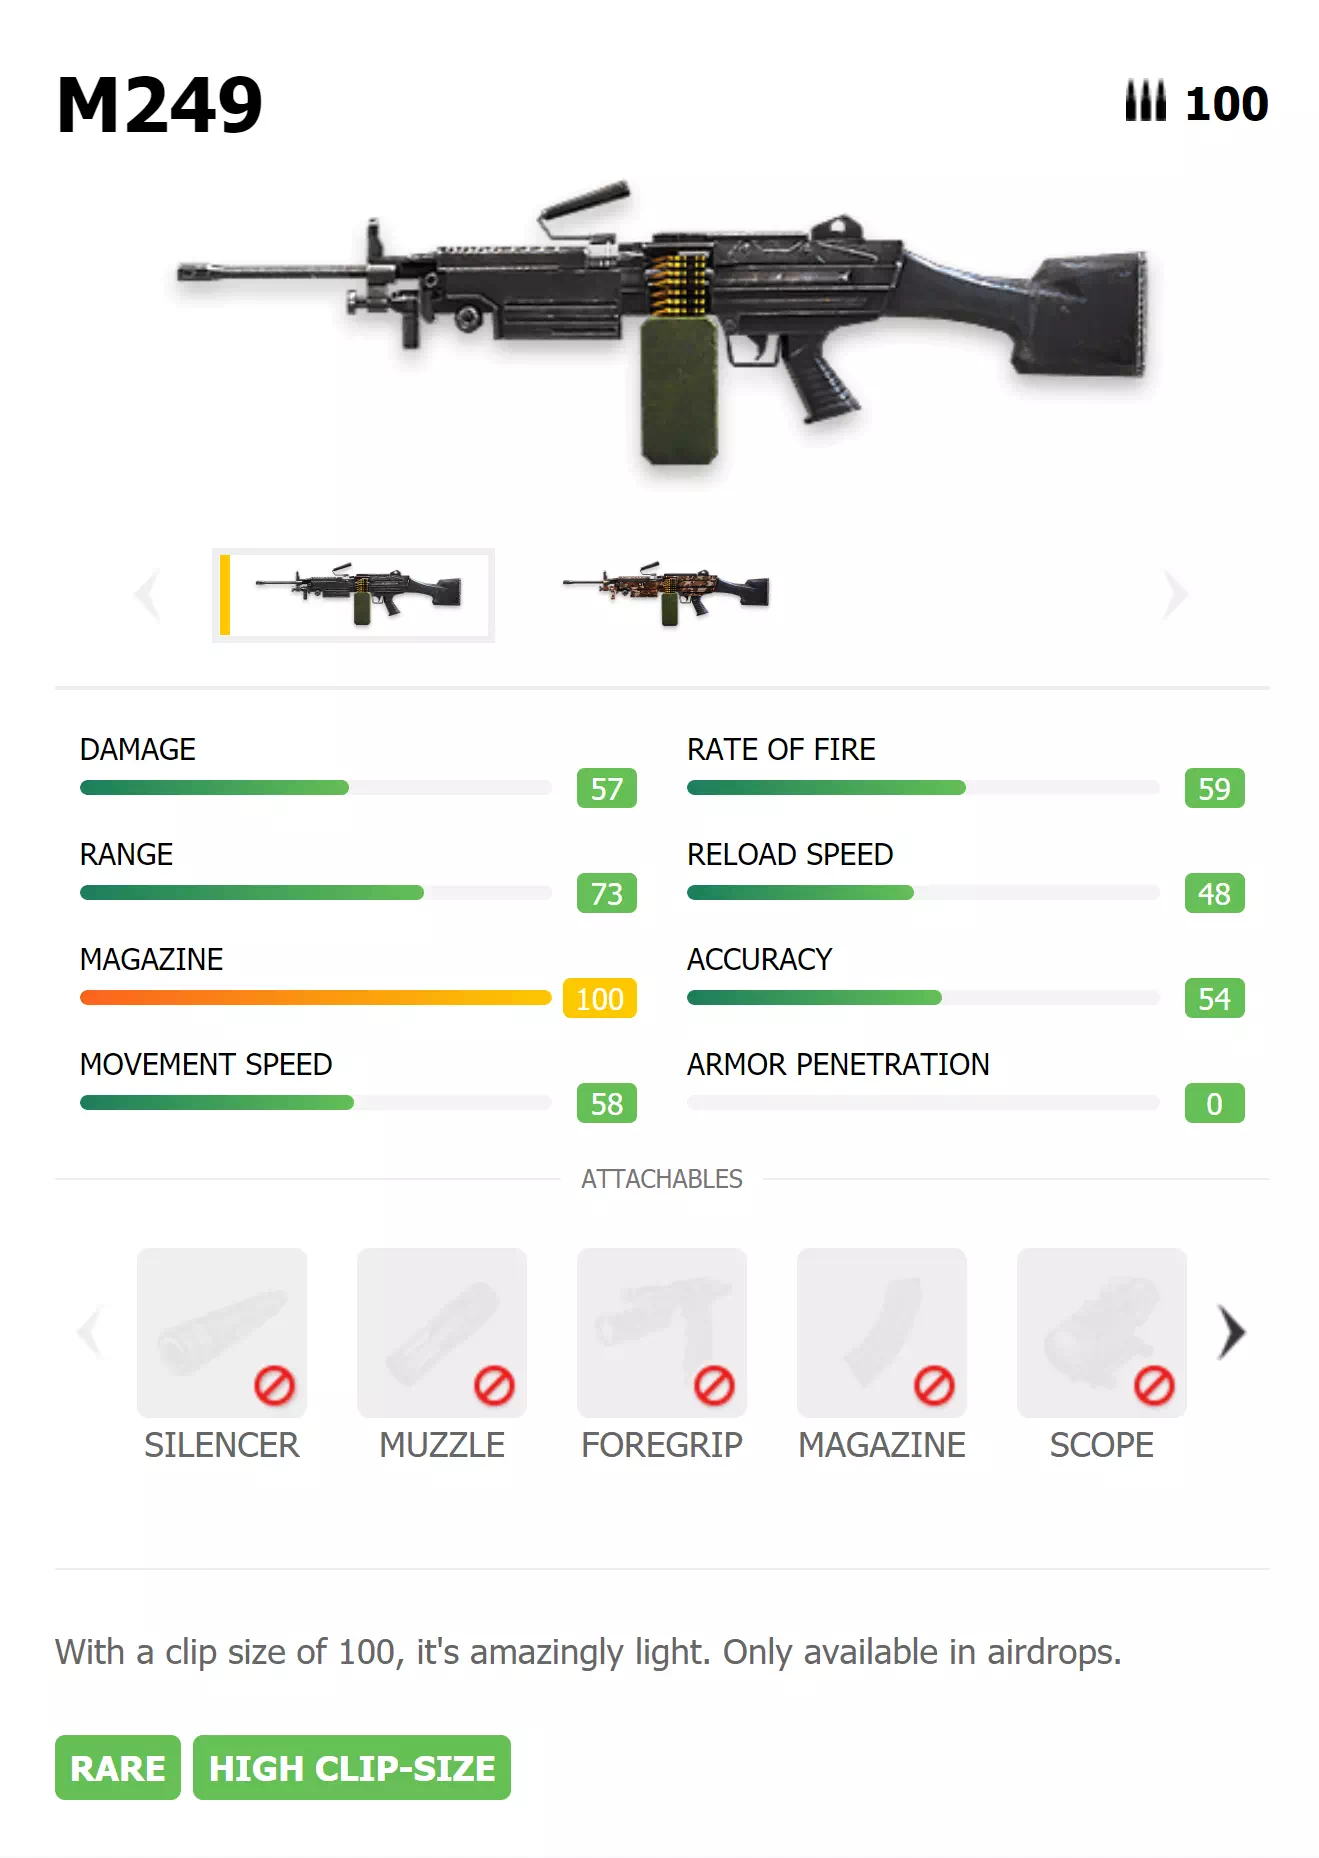 M249
100
DAMAGE
57
RATE OF FIRE
59
RANGE
73
RELOAD SPEED
48
MAGAZINE
100
ACCURACY
54
MOVEMENT SPEED
58
ARMOR PENETRATION
0
ATTACHABLES
SILENCER
MUZZLE
FOREGRIP
MAGAZINE
SCOPE
With a clip size of 100, it's amazingly light. Only available in airdrops.
RARE
HIGH CLIP-SIZE